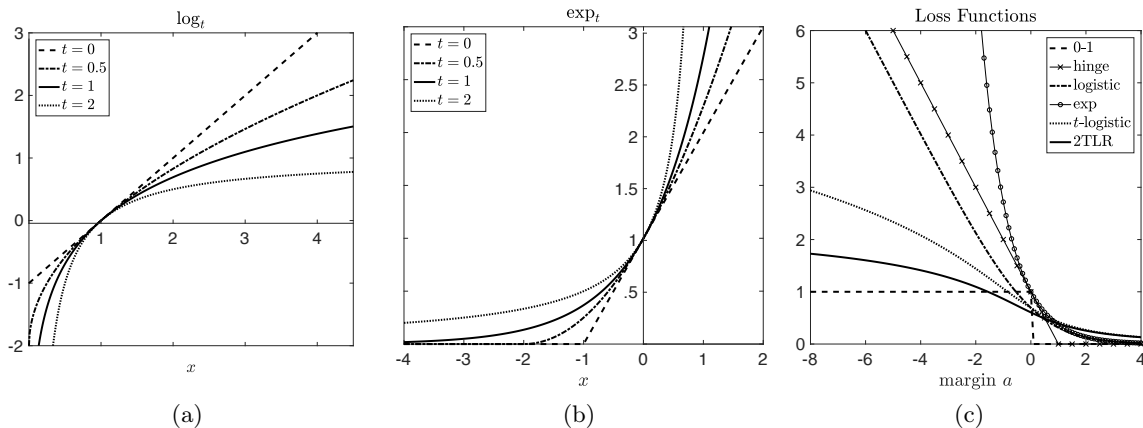 log_t
3
2
1
0
-1
-2
1 2 3 4
x
t = 0
t = 0.5
t = 1
t = 2
(a)
exp_t
3
2.5
2
1.5
1
.5
-4 -3 -2 -1 0 1 2
x
t = 0
t = 0.5
t = 1
t = 2
(b)
Loss Functions
6
5
4
3
2
1
0
-8 -6 -4 -2 0 2 4
margin a
0-1
hinge
logistic
exp
t-logistic
2TLR
(c)